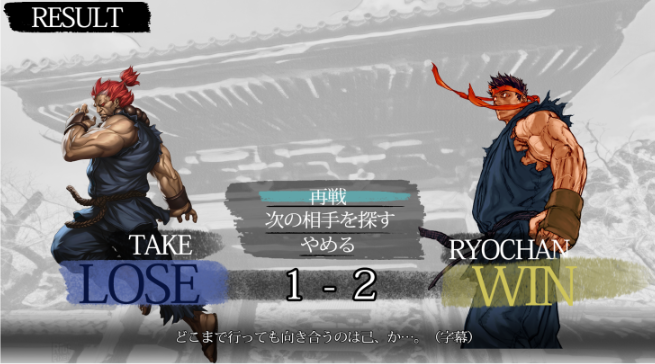 RESULT
再戦
次の相手を探す
やめる
TAKE
RYOCHAN
LOSE
1 - 2
WIN
どこまで行っても向き合うのは己、か…。（字幕）